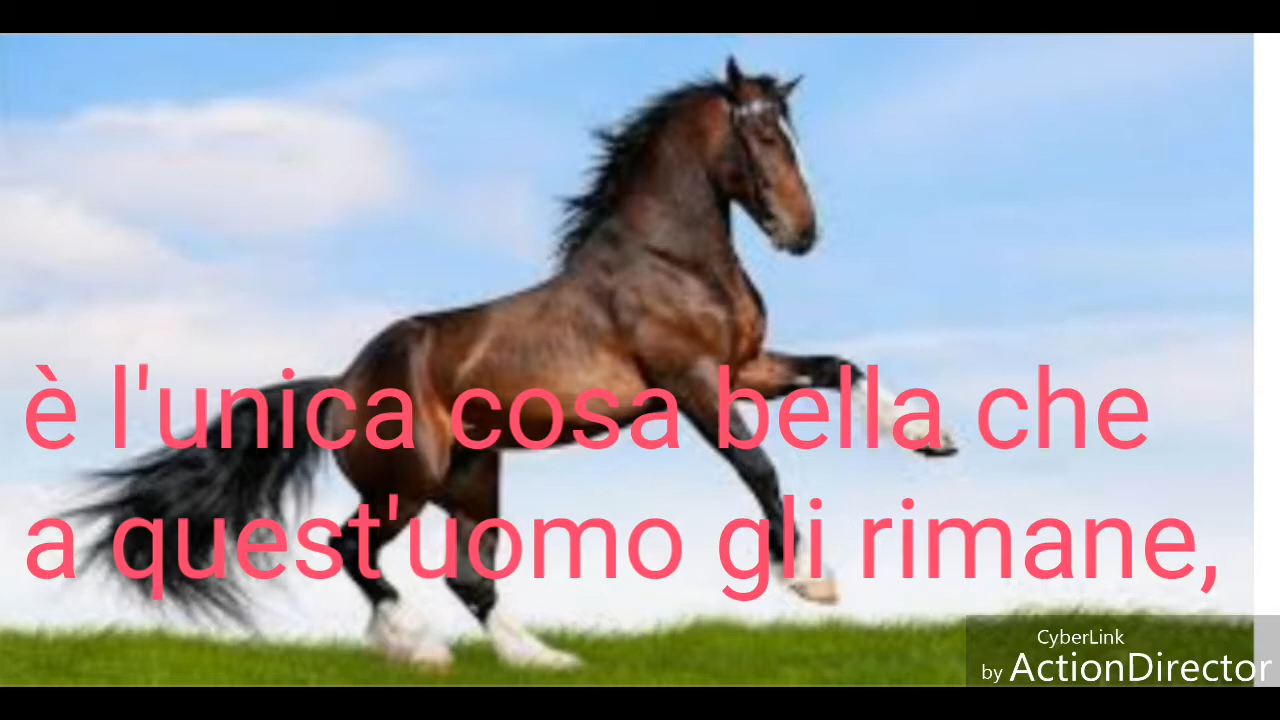 è l'unica cosa bella che
a quest'uomo gli rimane,
CyberLink
by ActionDirector